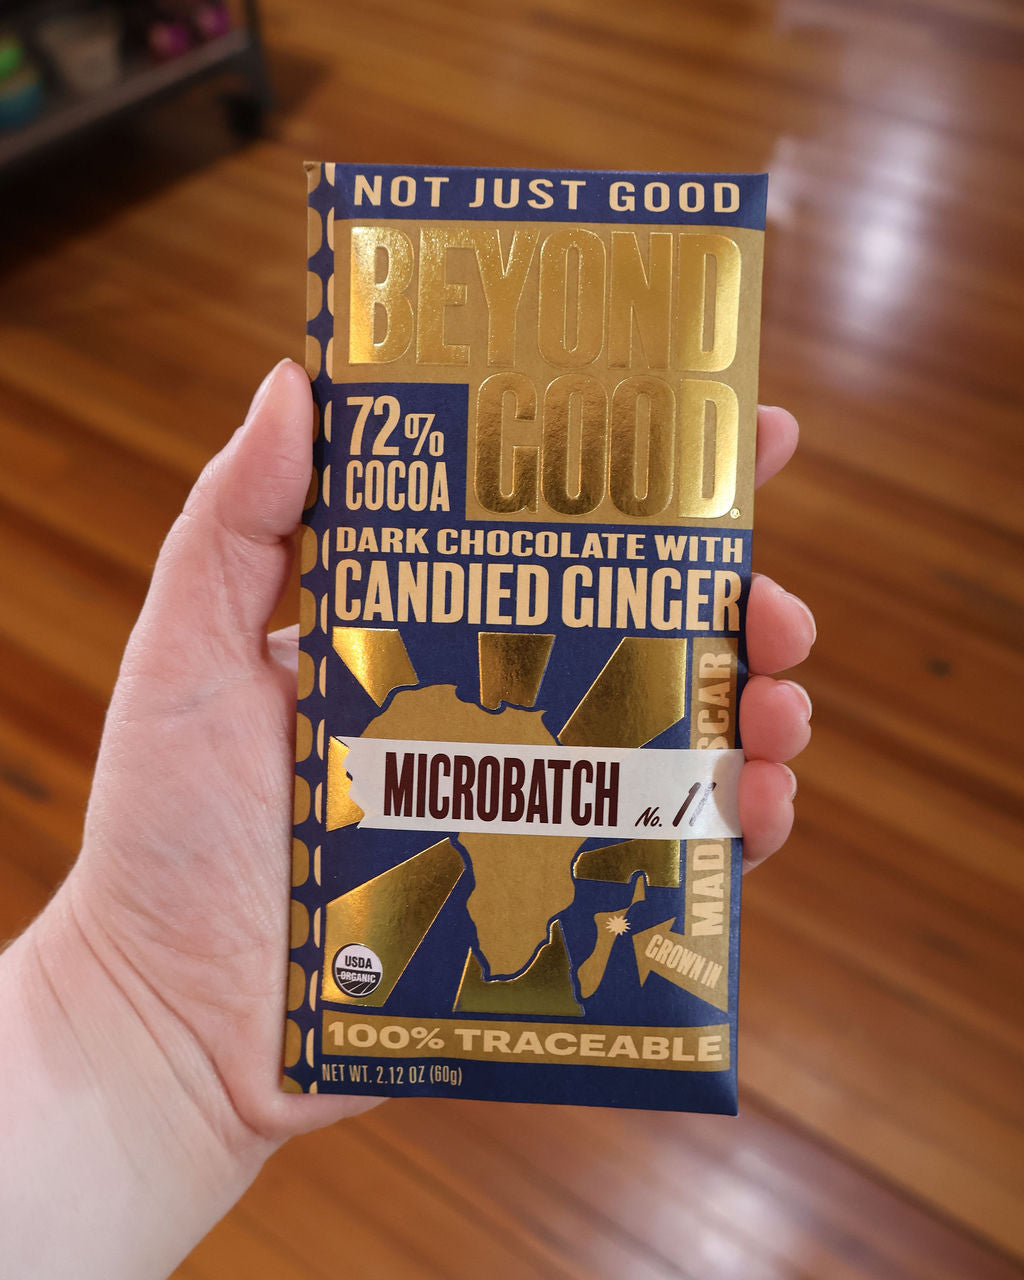 NOT JUST GOOD
BEYOND
GOOD®
72%
COCOA
DARK CHOCOLATE WITH
CANDIED GINGER
MICROBATCH No.
GROWN IN
USDA
ORGANIC
100% TRACEABLE
NET WT. 2.12 OZ (60g)